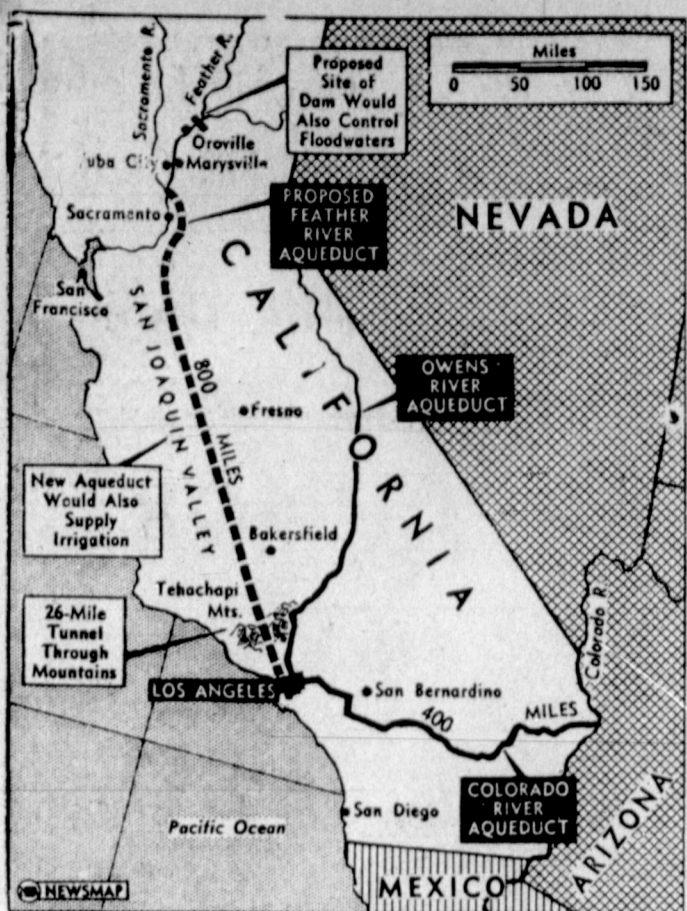 Sacramento R.
Feather R.
Proposed
Site of
Dam Would
Also Control
Floodwaters
Miles
0 50 100 150
Oroville
uba City
Marysvilla
PROPOSED
FEATHER
RIVER
AQUEDUCT
NEVADA
Sacramento
San
Francisco
CALIFORNIA
SAN JOAQUIN VALLEY
800
MILES
OWENS
RIVER
AQUEDUCT
Fresno
New Aqueduct
Would Also
Supply
Irrigation
Bakersfield
Tehachapi
Mts.
26-Mile
Tunnel
Through
Mountains
Colorado R.
LOS ANGELES
San Bernardino
400
MILES
COLORADO
RIVER
AQUEDUCT
San Diego
Pacific Ocean
ARIZONA
MEXICO
NEWSMAP